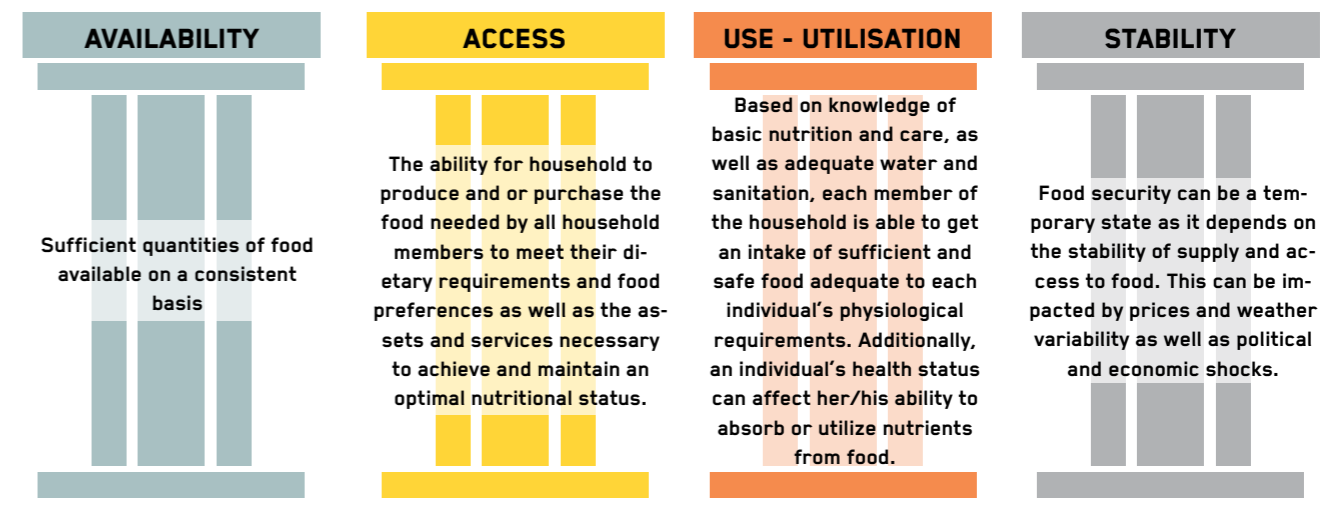 AVAILABILITY
Sufficient quantities of food
available on a consistent
basis
ACCESS
The ability for household to
produce and or purchase the
food needed by all household
members to meet their di-
etary requirements and food
preferences as well as the as-
sets and services necessary
to achieve and maintain an
optimal nutritional status.
USE - UTILISATION
Based on knowledge of
basic nutrition and care, as
well as adequate water and
sanitation, each member of
the household is able to get
an intake of sufficient and
safe food adequate to each
individual's physiological
requirements. Additionally,
an individual's health status
can affect her/his ability to
absorb or utilize nutrients
from food.
STABILITY
Food security can be a tem-
porary state as it depends on
the stability of supply and ac-
cess to food. This can be im-
pacted by prices and weather
variability as well as political
and economic shocks.